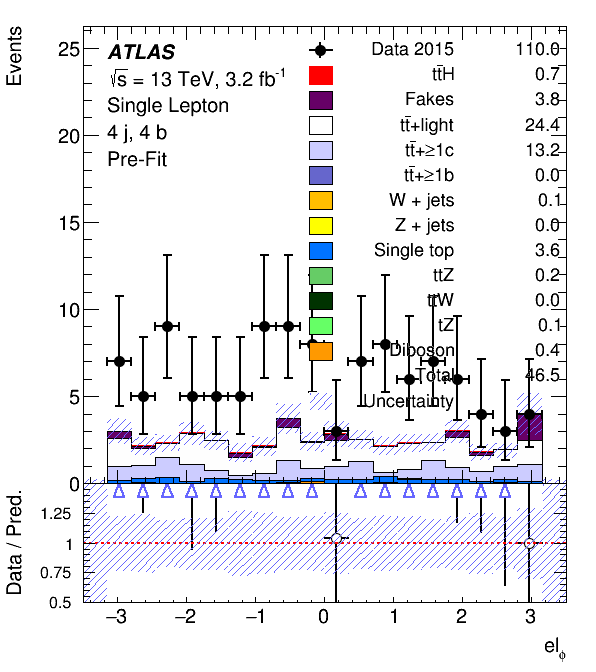 Events
ATLAS
√s = 13 TeV, 3.2 fb⁻¹
Single Lepton
4 j, 4 b
Pre-Fit
Data 2015 110.0
tt̄H 0.7
Fakes 3.8
tt̄+light 24.4
tt̄+≥1c 13.2
tt̄+≥1b 0.0
W + jets 0.1
Z + jets 0.0
Single top 3.6
ttZ 0.2
ttW 0.0
tZ 0.1
Diboson 0.4
Total 46.5
Uncertainty
25
20
15
10
5
0
Data / Pred.
1.25
1
0.75
0.5
−3 −2 −1 0 1 2 3
el_ϕ